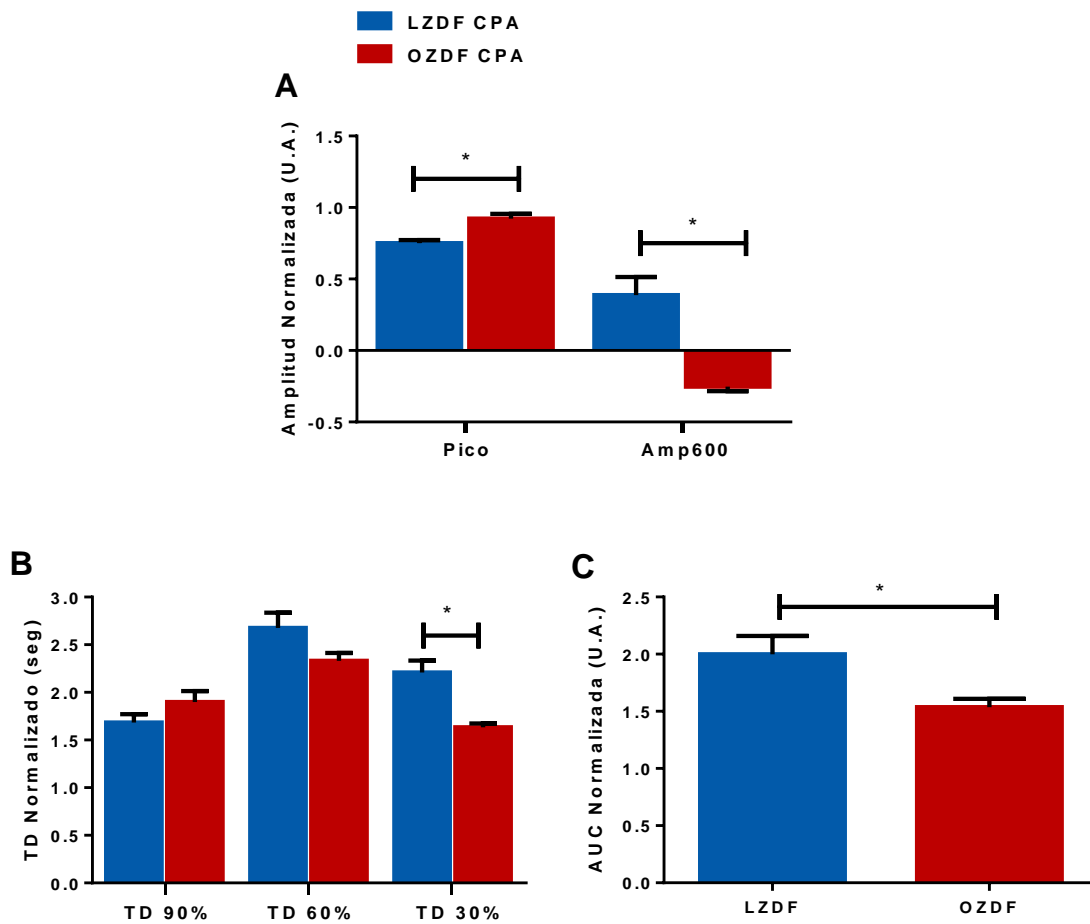 LZDF CPA
OZDF CPA
A
Amplitud Normalizada (U.A.)
1.5
1.0
0.5
0.0
-0.5
*
*
Pico Amp600
B
TD Normalizado (seg)
3.0
2.5
2.0
1.5
1.0
0.5
0.0
*
TD 90% TD 60% TD 30%
C
AUC Normalizada (U.A.)
2.5
2.0
1.5
1.0
0.5
0.0
*
LZDF OZDF